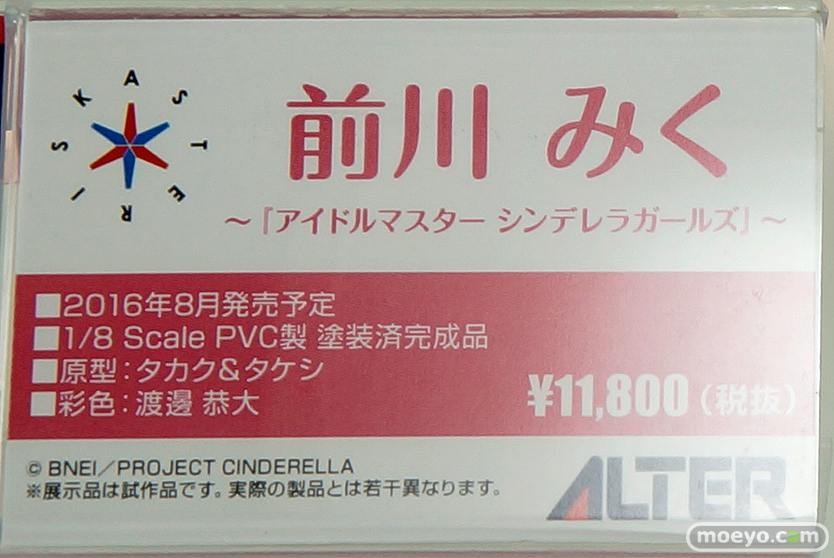 ASTERISK
前川 みく
～『アイドルマスター シンデレラガールズ』～
■2016年8月発売予定
■1/8 Scale PVC製 塗装済完成品
■原型：タカク&タケシ
■彩色：渡邊 恭大
¥11,800（税抜）
© BNEI／PROJECT CINDERELLA
※展示品は試作品です。実際の製品とは若干異なります。
ALTER
moeyo.com